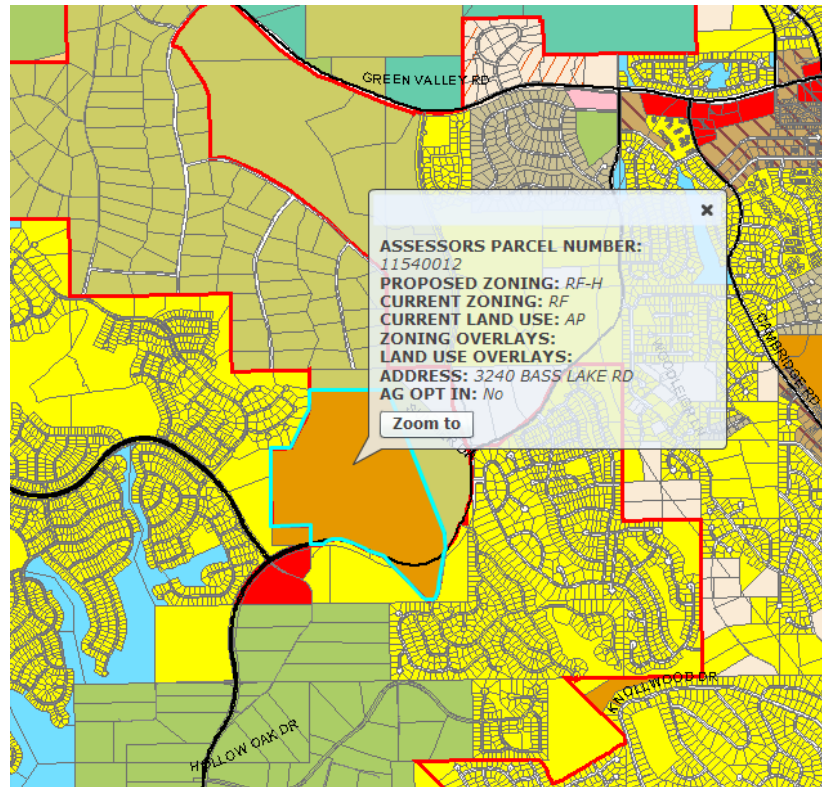 GREEN VALLEY RD
×
ASSESSORS PARCEL NUMBER:
11540012
PROPOSED ZONING: RF-H
CURRENT ZONING: RF
CURRENT LAND USE: AP
ZONING OVERLAYS:
LAND USE OVERLAYS:
ADDRESS: 3240 BASS LAKE RD
AG OPT IN: No
Zoom to
CAMBRIDGE RD
KNOLLWOOD DR
HOLLOW OAK DR